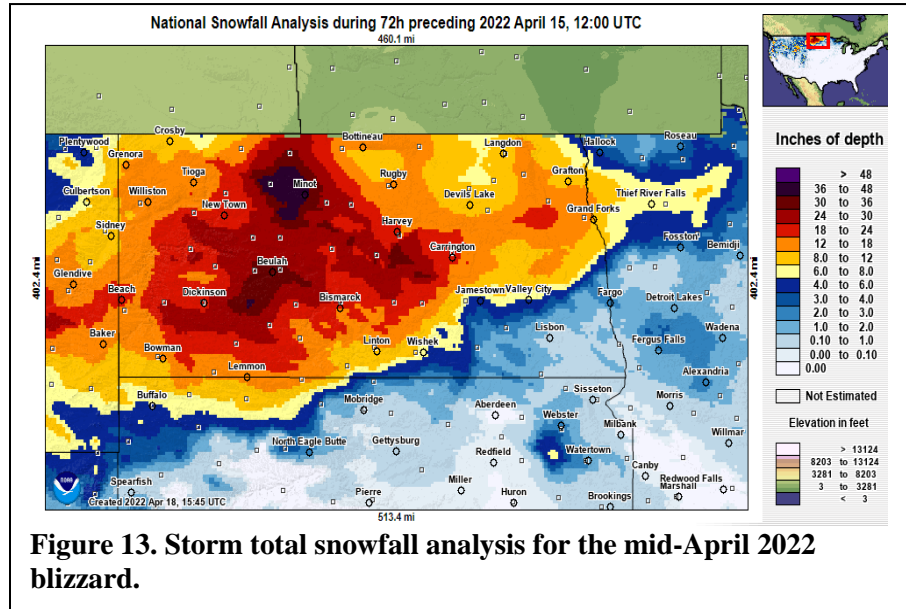 National Snowfall Analysis during 72h preceding 2022 April 15, 12:00 UTC
460.1 mi
Plentywood
Crosby
Bottineau
Langdon
Hallock
Roseau
Grenora
Tioga
Rugby
Grafton
Culbertson
Williston
Minot
Devils Lake
Thief River Falls
New Town
Sidney
Harvey
Grand Forks
Carrington
Fosston
Bemidji
Glendive
Beulah
402.4 mi
402.4 mi
Beach
Dickinson
Bismarck
Jamestown
Valley City
Fargo
Detroit Lakes
Baker
Bowman
Linton
Wishek
Lisbon
Fergus Falls
Wadena
Lemmon
Alexandria
Buffalo
Mobridge
Aberdeen
Sisseton
Morris
Webster
Milbank
North Eagle Butte
Gettysburg
Redfield
Watertown
Willmar
Canby
Spearfish
Miller
Redwood Falls
Marshall
Pierre
Huron
Brookings
NOAA
Created 2022 Apr 18, 15:45 UTC
513.4 mi
Inches of depth
> 48
36 to 48
30 to 36
24 to 30
18 to 24
12 to 18
8.0 to 12
6.0 to 8.0
4.0 to 6.0
3.0 to 4.0
2.0 to 3.0
1.0 to 2.0
0.10 to 1.0
0.00 to 0.10
0.00
Not Estimated
Elevation in feet
> 13124
8203 to 13124
3281 to 8203
3 to 3281
< 3
Figure 13. Storm total snowfall analysis for the mid-April 2022
blizzard.